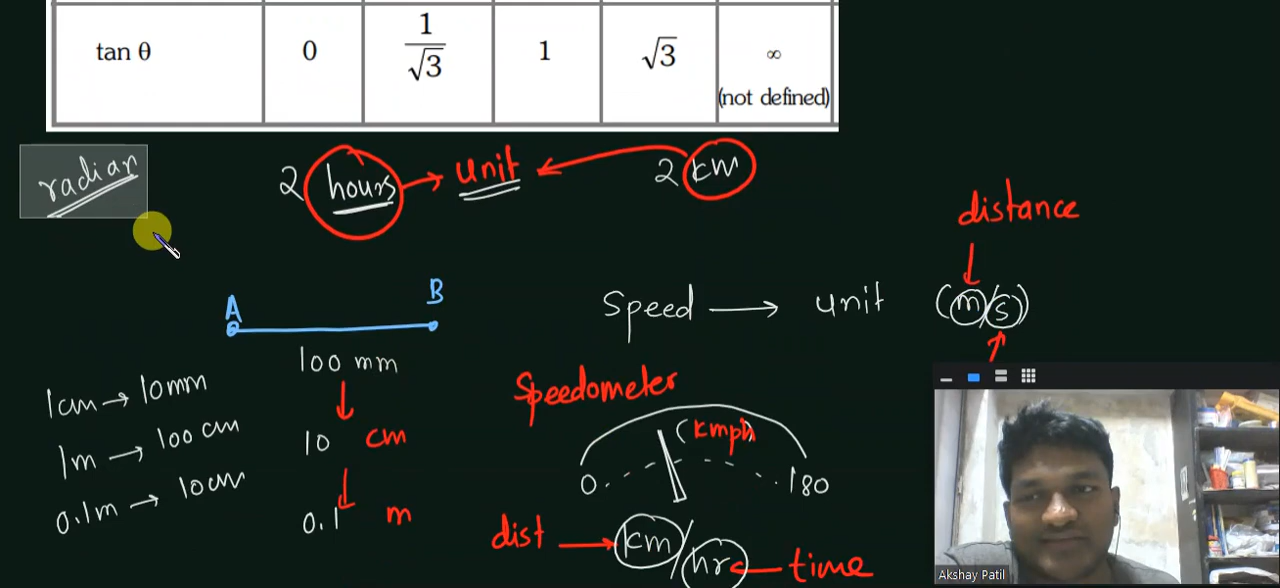 tan θ 0 1/√3 1 √3 ∞
(not defined)
radian 2 hours → unit ← 2 km
distance
A B
Speed → unit (m/s)
100 mm
Speedometer
1cm → 10mm
(kmph)
1m → 100 cm
10 cm
0 180
0.1m → 10cm
0.1 m
dist → km/hr ← time
Akshay Patil